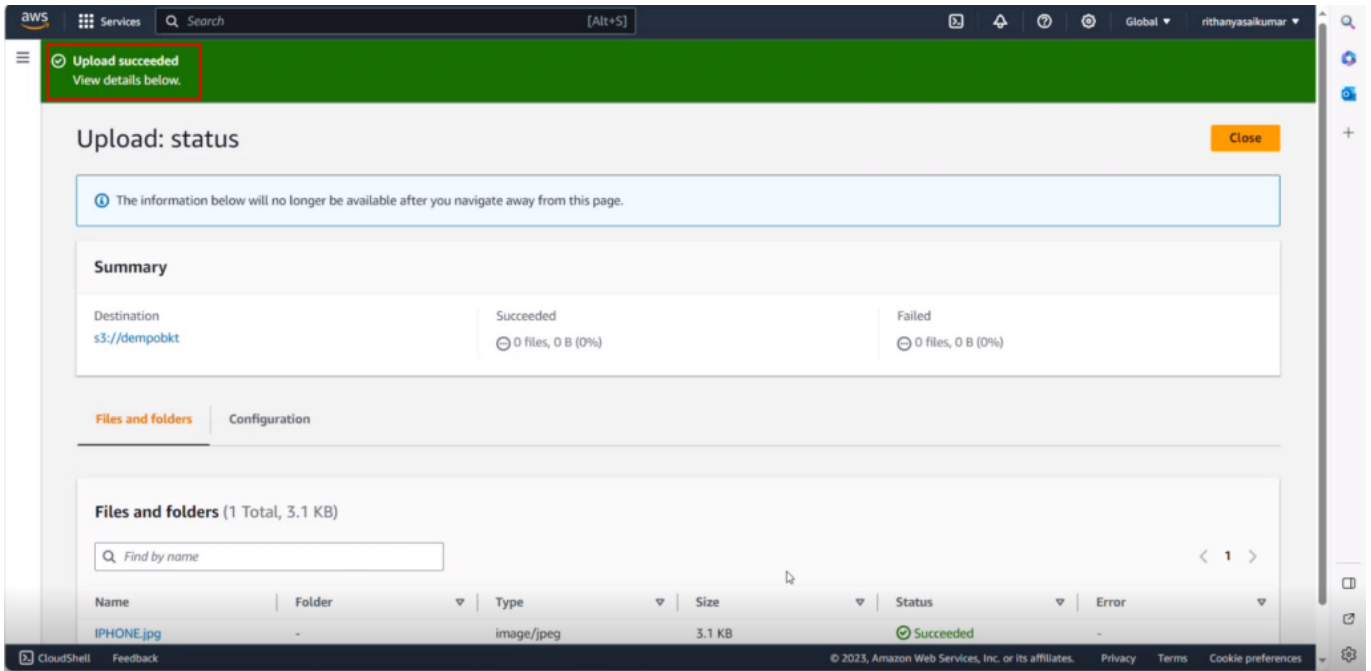 aws
Services
Search
[Alt+S]
Global
rithanyasaikumar
Upload succeeded
View details below.
Upload: status
Close
The information below will no longer be available after you navigate away from this page.
Summary
Destination
Succeeded
Failed
s3://dempobkt
0 files, 0 B (0%)
0 files, 0 B (0%)
Files and folders
Configuration
Files and folders (1 Total, 3.1 KB)
Find by name
1
Name
Folder
Type
Size
Status
Error
IPHONE.jpg
-
image/jpeg
3.1 KB
Succeeded
-
CloudShell
Feedback
© 2023, Amazon Web Services, Inc. or its affiliates.
Privacy
Terms
Cookie preferences